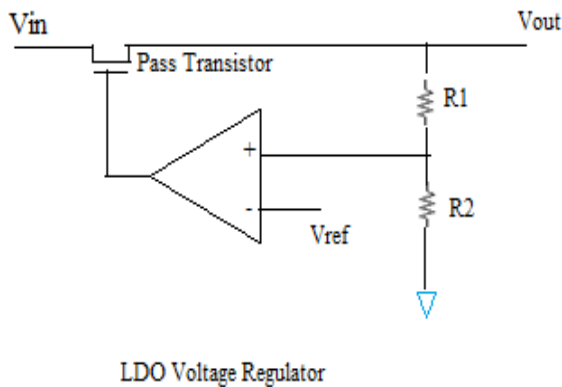 Vin
Vout
Pass Transistor
R1
+
-
R2
Vref
LDO Voltage Regulator